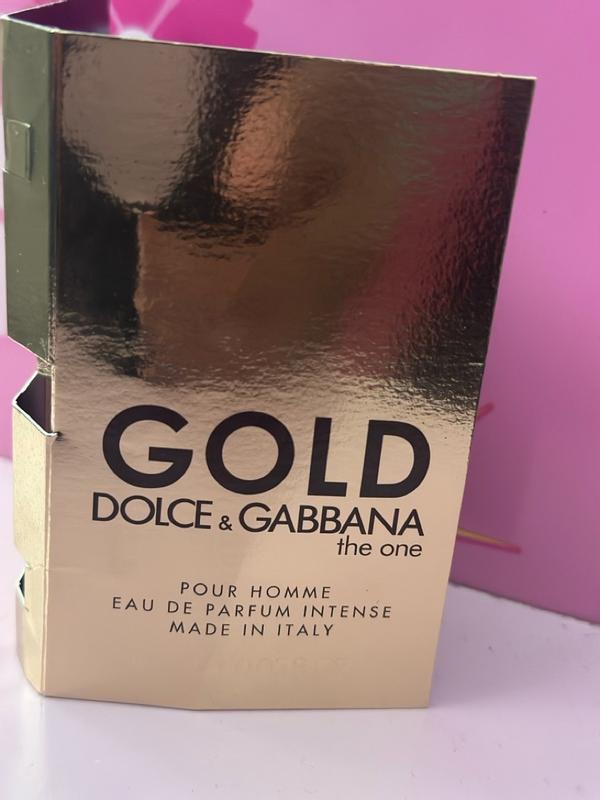 GOLD
DOLCE & GABBANA
the one
POUR HOMME
EAU DE PARFUM INTENSE
MADE IN ITALY